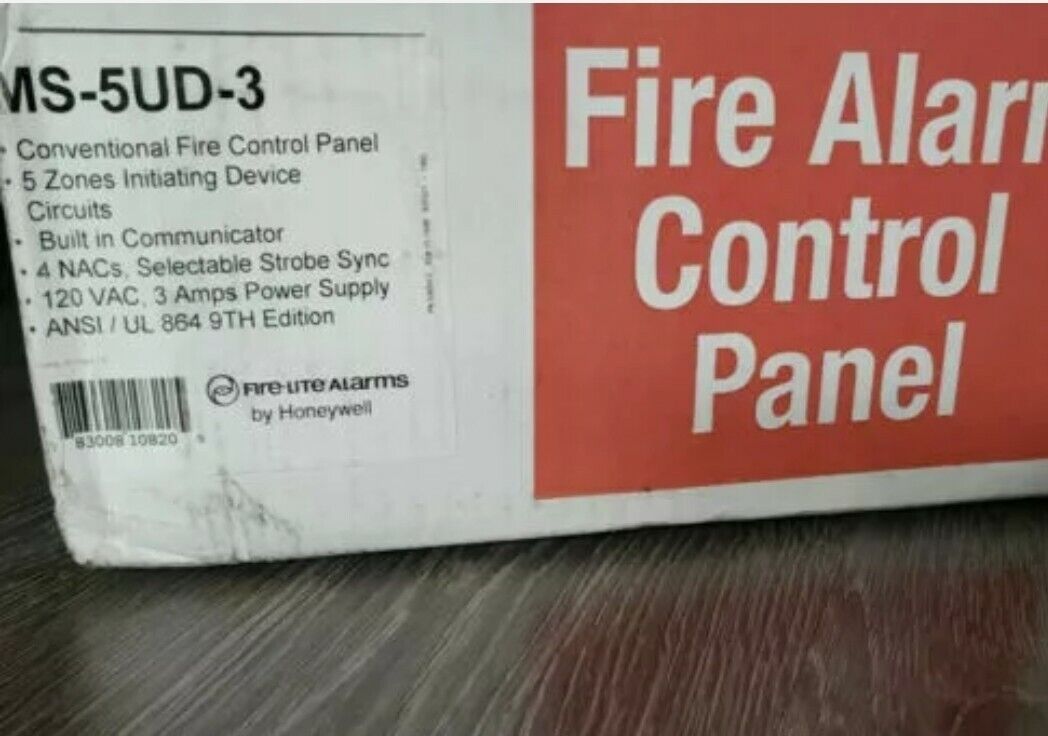 MS-5UD-3
• Conventional Fire Control Panel
• 5 Zones Initiating Device
Circuits
• Built in Communicator
• 4 NACs, Selectable Strobe Sync
• 120 VAC, 3 Amps Power Supply
• ANSI / UL 864 9TH Edition
83008 10820
FIRE-LITE ALARMS
by Honeywell
Fire Alar
Control
Panel